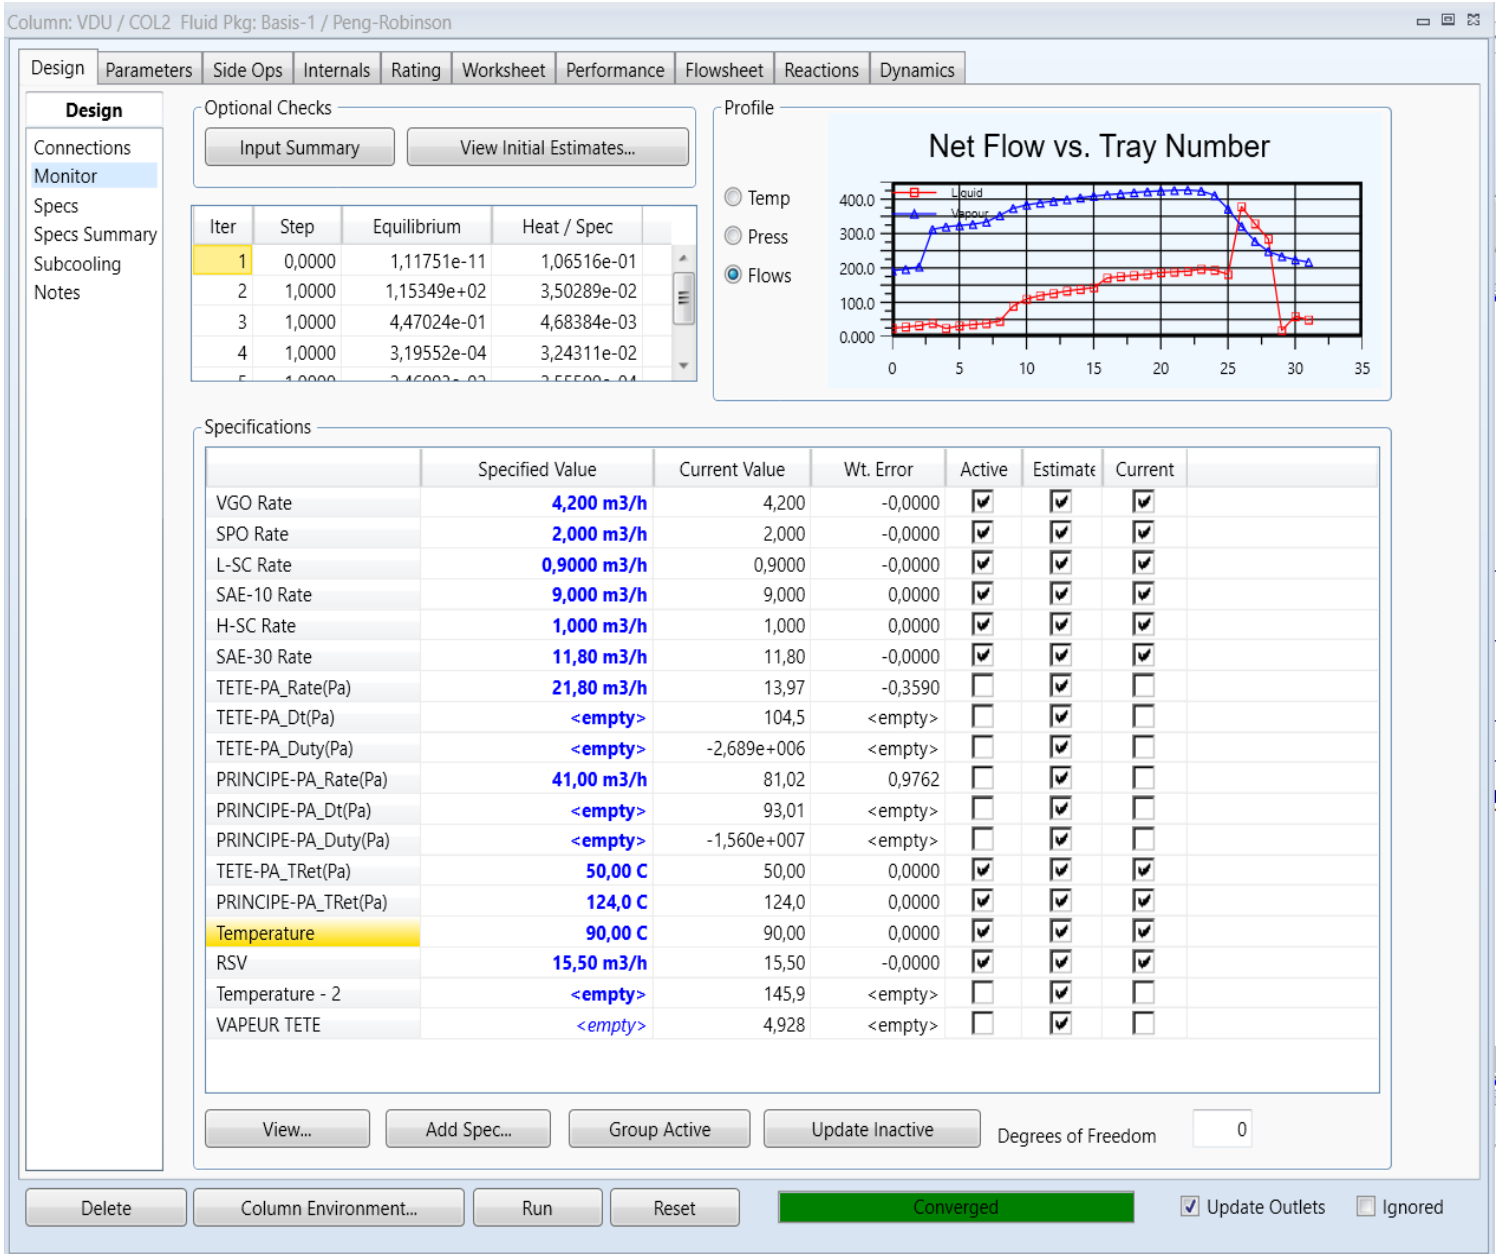 Column: VDU / COL2 Fluid Pkg: Basis-1 / Peng-Robinson
Design Parameters Side Ops Internals Rating Worksheet Performance Flowsheet Reactions Dynamics
Design
Connections
Monitor
Specs
Specs Summary
Subcooling
Notes
Optional Checks
Input Summary View Initial Estimates...
Iter Step Equilibrium Heat / Spec
1 0,0000 1,11751e-11 1,06516e-01
2 1,0000 1,15349e+02 3,50289e-02
3 1,0000 4,47024e-01 4,68384e-03
4 1,0000 3,19552e-04 3,24311e-02
Profile
Temp
Press
Flows
Net Flow vs. Tray Number
Liquid
Vapour
400.0
300.0
200.0
100.0
0.000
0 5 10 15 20 25 30 35
Specifications
Specified Value Current Value Wt. Error Active Estimate Current
VGO Rate 4,200 m3/h 4,200 -0,0000
SPO Rate 2,000 m3/h 2,000 -0,0000
L-SC Rate 0,9000 m3/h 0,9000 -0,0000
SAE-10 Rate 9,000 m3/h 9,000 0,0000
H-SC Rate 1,000 m3/h 1,000 0,0000
SAE-30 Rate 11,80 m3/h 11,80 -0,0000
TETE-PA_Rate(Pa) 21,80 m3/h 13,97 -0,3590
TETE-PA_Dt(Pa) <empty> 104,5 <empty>
TETE-PA_Duty(Pa) <empty> -2,689e+006 <empty>
PRINCIPE-PA_Rate(Pa) 41,00 m3/h 81,02 0,9762
PRINCIPE-PA_Dt(Pa) <empty> 93,01 <empty>
PRINCIPE-PA_Duty(Pa) <empty> -1,560e+007 <empty>
TETE-PA_TRet(Pa) 50,00 C 50,00 0,0000
PRINCIPE-PA_TRet(Pa) 124,0 C 124,0 0,0000
Temperature 90,00 C 90,00 0,0000
RSV 15,50 m3/h 15,50 -0,0000
Temperature - 2 <empty> 145,9 <empty>
VAPEUR TETE <empty> 4,928 <empty>
View... Add Spec... Group Active Update Inactive Degrees of Freedom 0
Delete Column Environment... Run Reset Converged Update Outlets Ignored